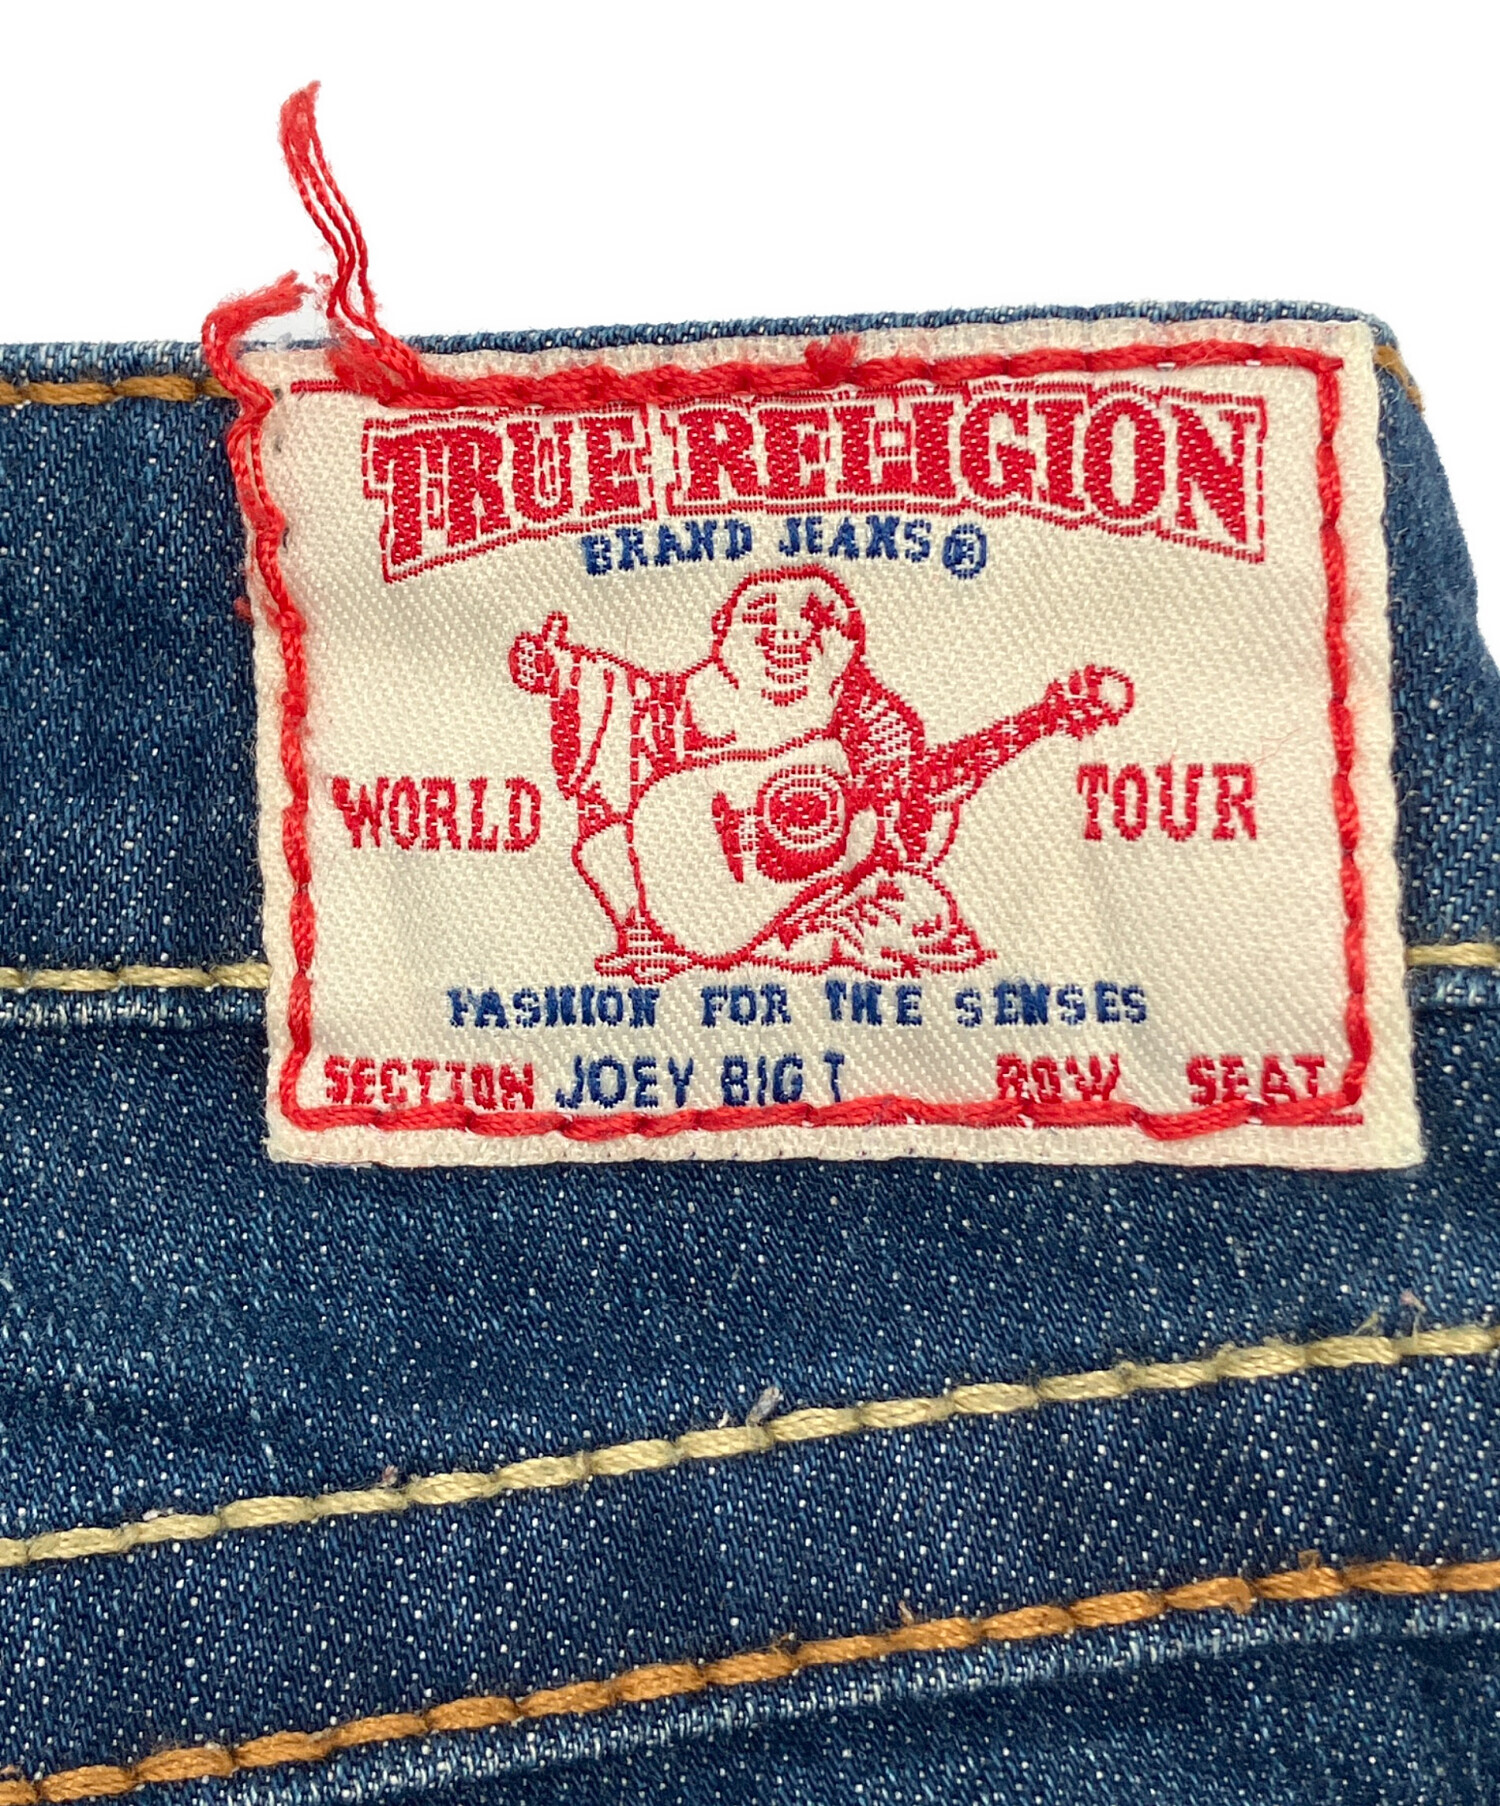 TRUE RELIGION
BRAND JEANS®
WORLD TOUR
FASHION FOR THE SENSES
SECTION JOEY BIG T ROW SEAT